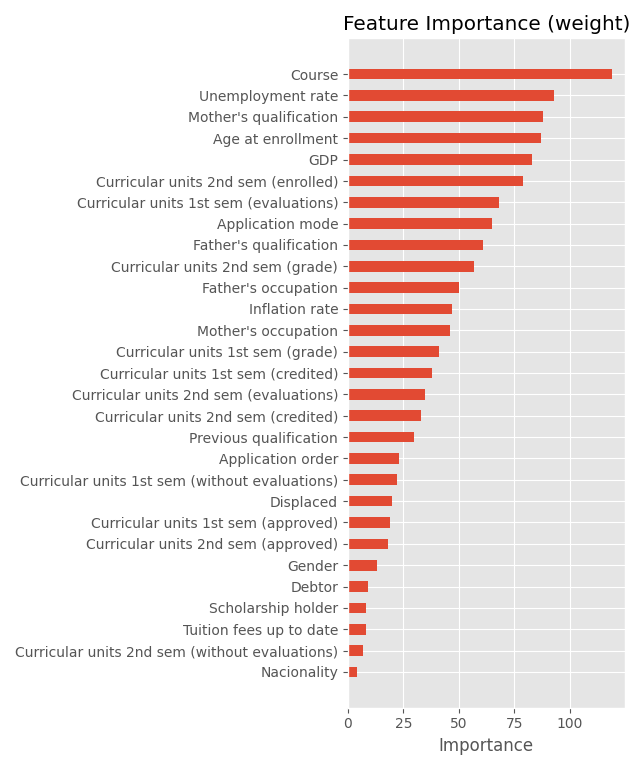 Feature Importance (weight)
Course
Unemployment rate
Mother's qualification
Age at enrollment
GDP
Curricular units 2nd sem (enrolled)
Curricular units 1st sem (evaluations)
Application mode
Father's qualification
Curricular units 2nd sem (grade)
Father's occupation
Inflation rate
Mother's occupation
Curricular units 1st sem (grade)
Curricular units 1st sem (credited)
Curricular units 2nd sem (evaluations)
Curricular units 2nd sem (credited)
Previous qualification
Application order
Curricular units 1st sem (without evaluations)
Displaced
Curricular units 1st sem (approved)
Curricular units 2nd sem (approved)
Gender
Debtor
Scholarship holder
Tuition fees up to date
Curricular units 2nd sem (without evaluations)
Nacionality
0 25 50 75 100
Importance